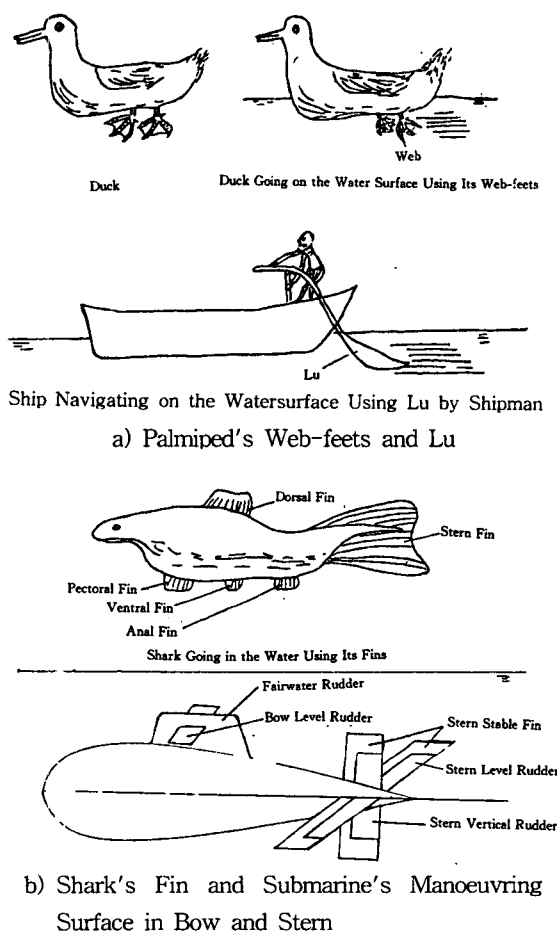 Duck
Web
Duck Going on the Water Surface Using Its Web-feets
Lu
Ship Navigating on the Watersurface Using Lu by Shipman
a) Palmiped's Web-feets and Lu
Dorsal Fin
Stern Fin
Pectoral Fin
Ventral Fin
Anal Fin
Shark Going in the Water Using Its Fins
Fairwater Rudder
Bow Level Rudder
Stern Stable Fin
Stern Level Rudder
Stern Vertical Rudder
b) Shark's Fin and Submarine's Manoeuvring
Surface in Bow and Stern